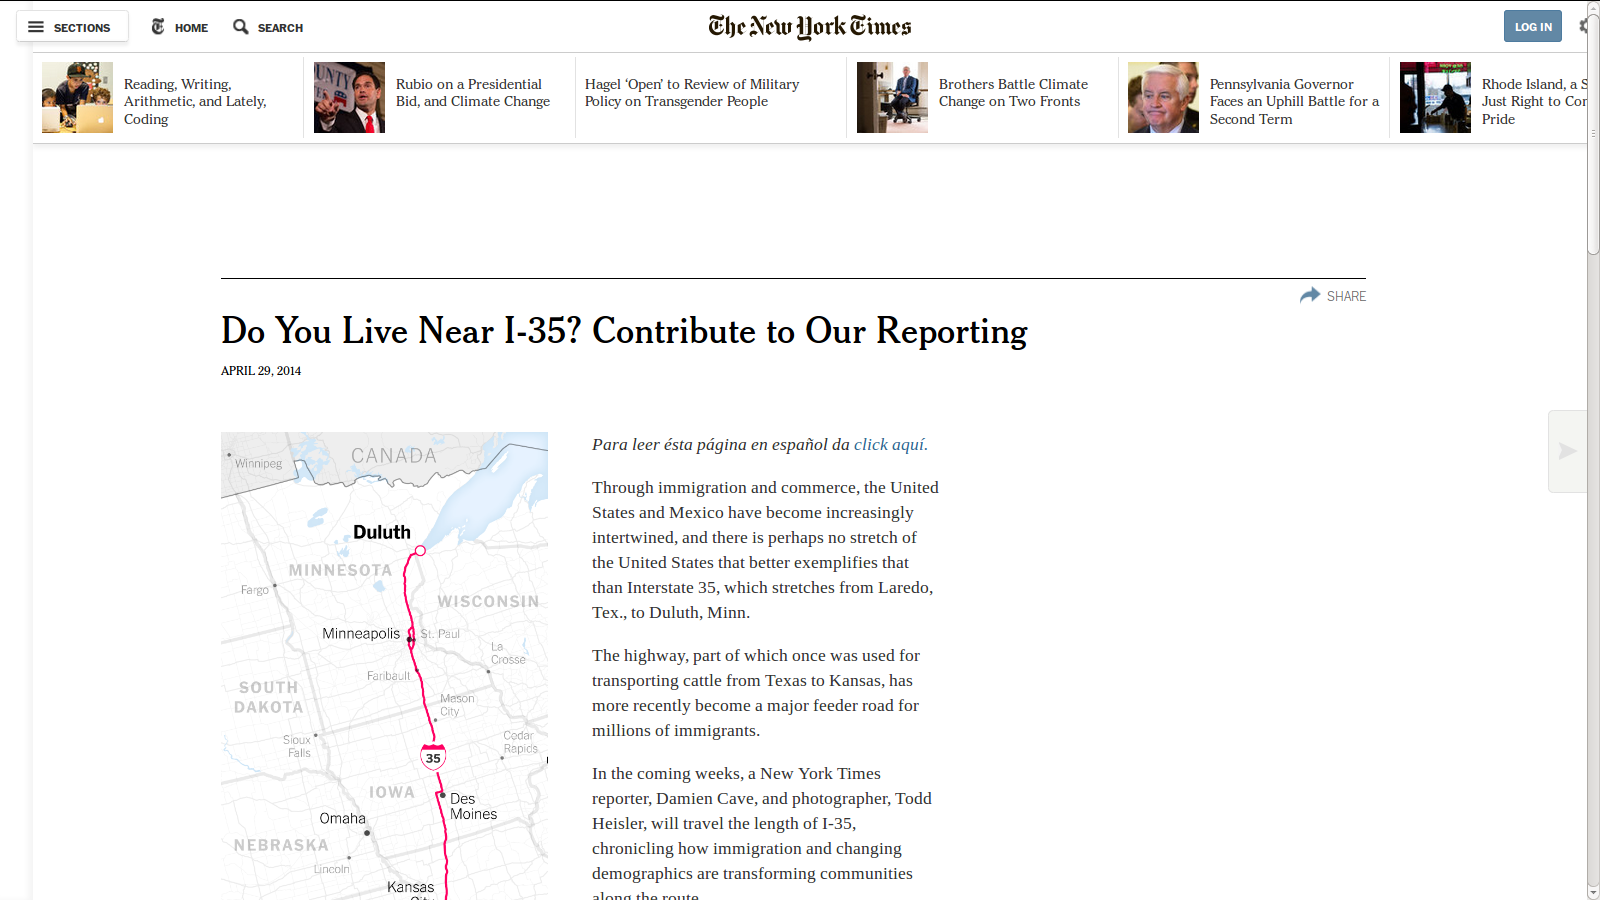 SECTIONS
HOME
SEARCH
The New York Times
LOG IN
Reading, Writing,
Arithmetic, and Lately,
Coding
Rubio on a Presidential
Bid, and Climate Change
Hagel ‘Open’ to Review of Military
Policy on Transgender People
Brothers Battle Climate
Change on Two Fronts
Pennsylvania Governor
Faces an Uphill Battle for a
Second Term
Rhode Island, a S
Just Right to Con
Pride
SHARE
Do You Live Near I-35? Contribute to Our Reporting
APRIL 29, 2014
CANADA
Winnipeg
Duluth
MINNESOTA
Fargo
WISCONSIN
Minneapolis
St. Paul
La
Crosse
Faribault
SOUTH
DAKOTA
Mason
City
Sioux
Falls
Cedar
Rapids
35
IOWA
Des
Moines
Omaha
NEBRASKA
Lincoln
Kansas
City
Para leer ésta página en español da click aquí.
Through immigration and commerce, the United
States and Mexico have become increasingly
intertwined, and there is perhaps no stretch of
the United States that better exemplifies that
than Interstate 35, which stretches from Laredo,
Tex., to Duluth, Minn.
The highway, part of which once was used for
transporting cattle from Texas to Kansas, has
more recently become a major feeder road for
millions of immigrants.
In the coming weeks, a New York Times
reporter, Damien Cave, and photographer, Todd
Heisler, will travel the length of I-35,
chronicling how immigration and changing
demographics are transforming communities
along the route.